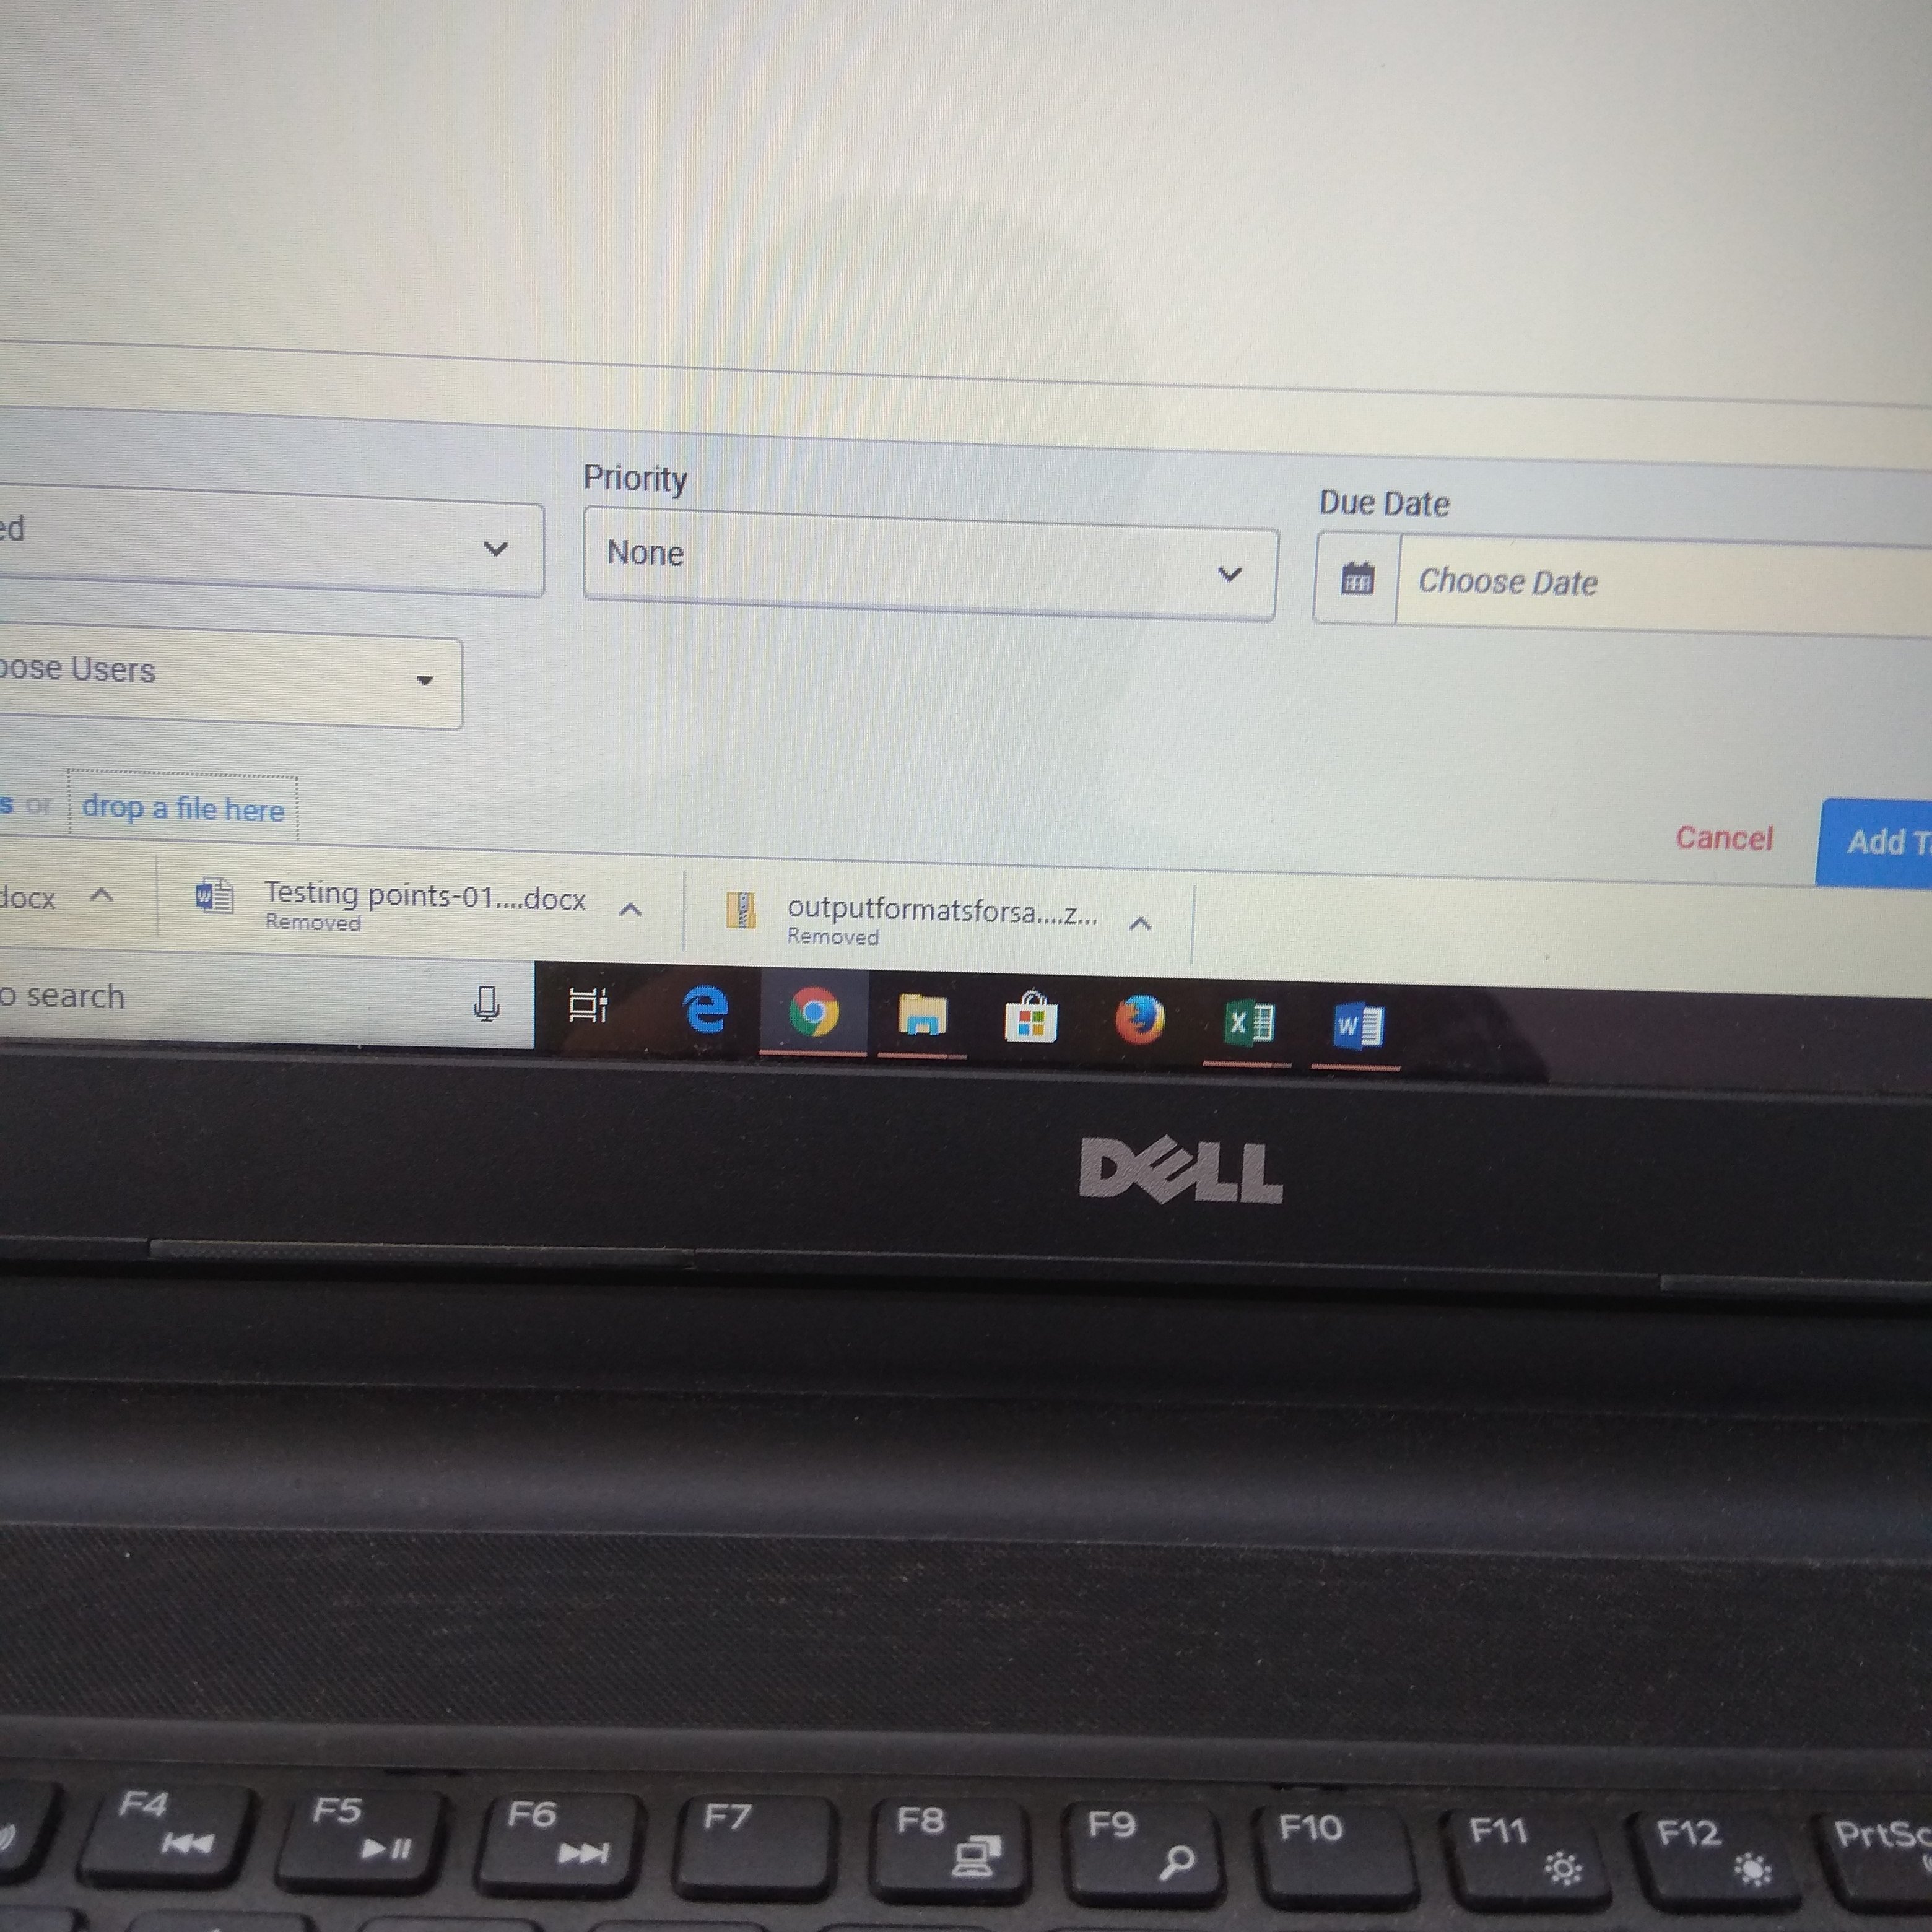 Priority
Due Date
ed
None
Choose Date
oose Users
s or drop a file here
Cancel
Add T
docx
Testing points-01....docx
Removed
outputformatsforsa....z...
Removed
o search
DELL
F4
F5
F6
F7
F8
F9
F10
F11
F12
PrtSc